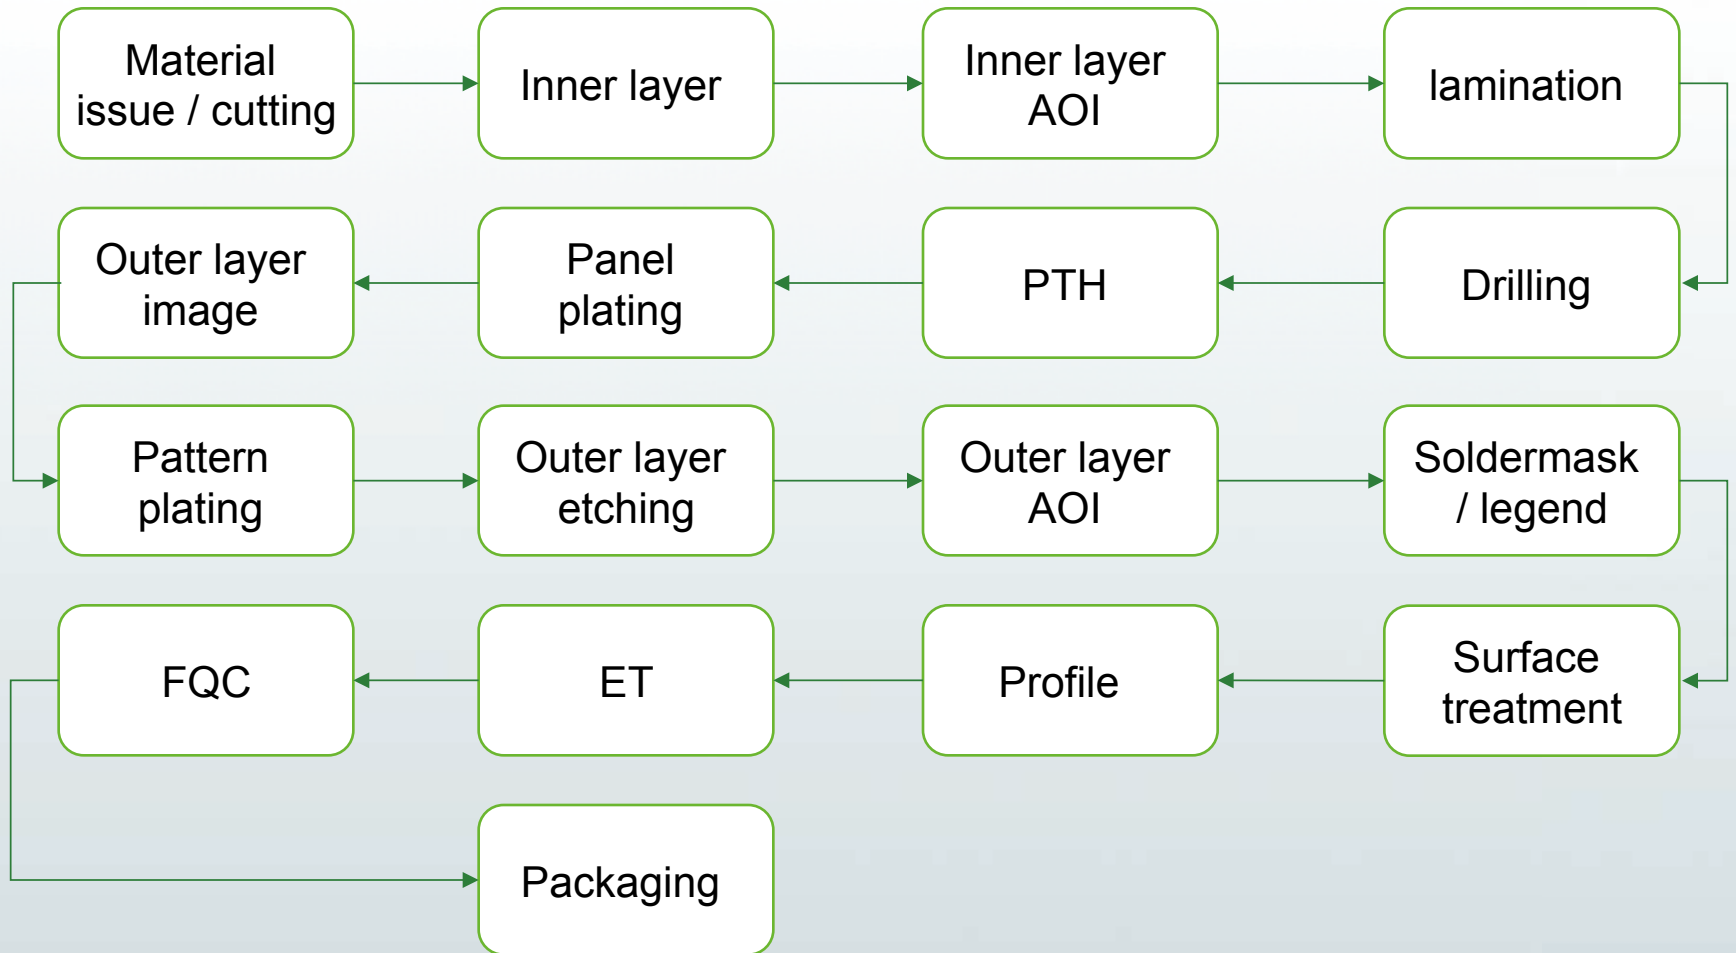 Material
issue / cutting
Inner layer
Inner layer
AOI
lamination
Outer layer
image
Panel
plating
PTH
Drilling
Pattern
plating
Outer layer
etching
Outer layer
AOI
Soldermask
/ legend
FQC
ET
Profile
Surface
treatment
Packaging